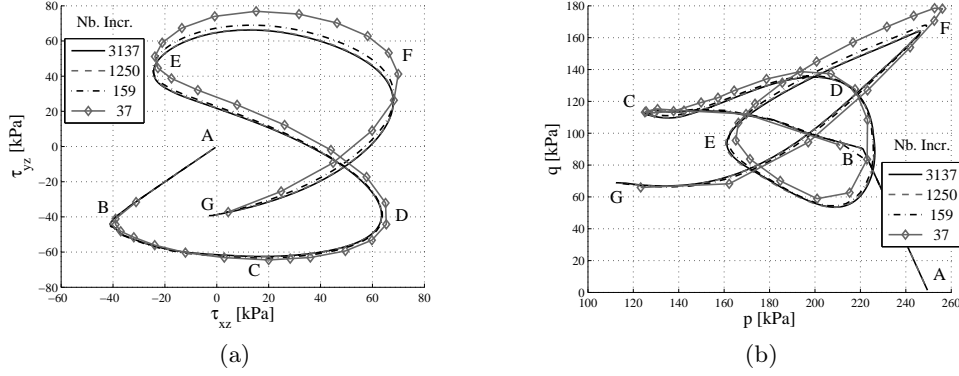 Nb. Incr.
3137
1250
159
37
A
B
C
D
E
F
G
80
60
40
20
0
−20
−40
−60
−80
−60 −40 −20 0 20 40 60 80
τyz [kPa]
τxz [kPa]
(a)
180
160
140
120
100
80
60
40
20
0
100 120 140 160 180 200 220 240 260
q [kPa]
p [kPa]
Nb. Incr.
3137
1250
159
37
A
B
C
D
E
F
G
(b)